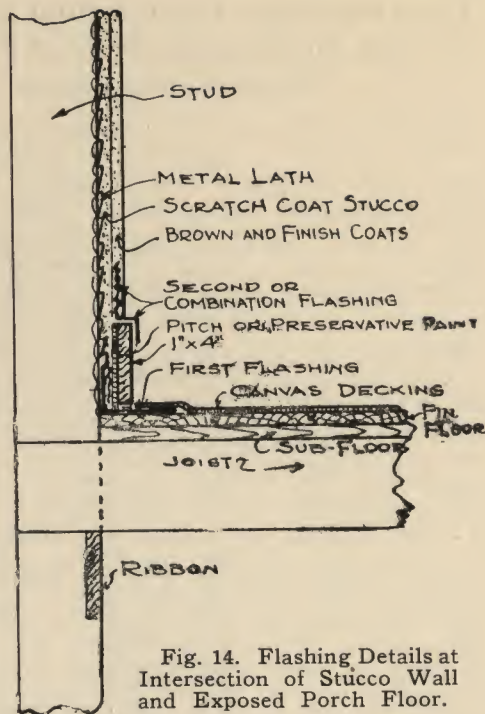 STUD
METAL LATH
SCRATCH COAT STUCCO
BROWN AND FINISH COATS
SECOND OR
COMBINATION FLASHING
PITCH OR PRESERVATIVE PAINT
1"x4"
FIRST FLASHING
CANVAS DECKING
FIN.
FLOOR
SUB-FLOOR
JOIST
RIBBON
Fig. 14. Flashing Details at
Intersection of Stucco Wall
and Exposed Porch Floor.